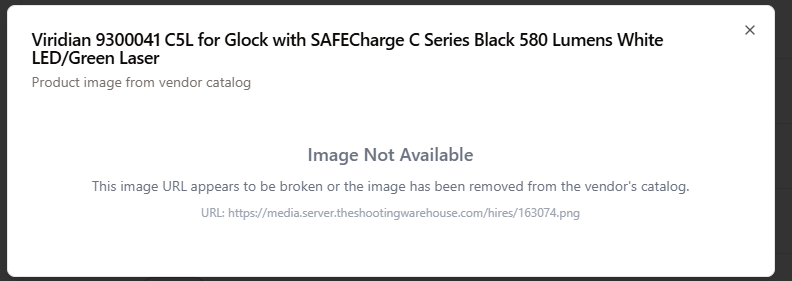 Viridian 9300041 C5L for Glock with SAFECharge C Series Black 580 Lumens White
LED/Green Laser
Product image from vendor catalog
Image Not Available
This image URL appears to be broken or the image has been removed from the vendor's catalog.
URL: https://media.server.theshootingwarehouse.com/hires/163074.png